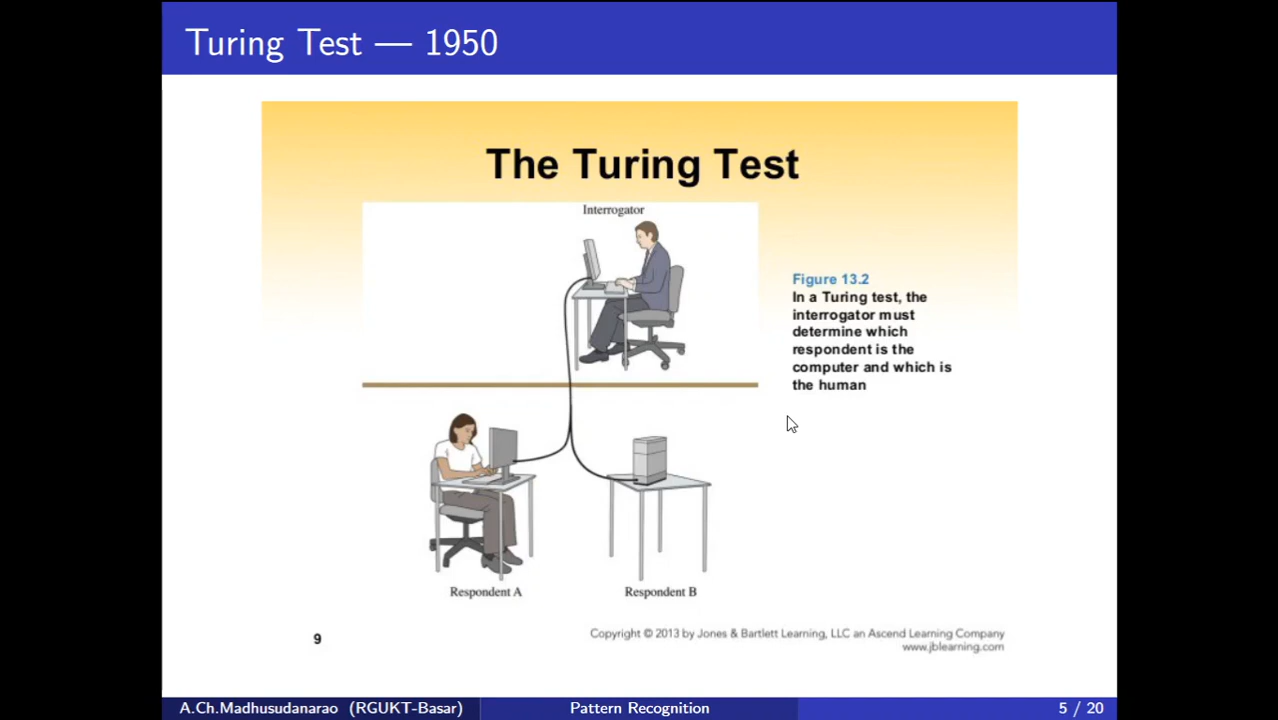 Turing Test — 1950
The Turing Test
Interrogator
Figure 13.2
In a Turing test, the
interrogator must
determine which
respondent is the
computer and which is
the human
Respondent A
Respondent B
9
Copyright © 2013 by Jones & Bartlett Learning, LLC an Ascend Learning Company
www.jblearning.com
A.Ch.Madhusudanarao (RGUKT-Basar)
Pattern Recognition
5 / 20